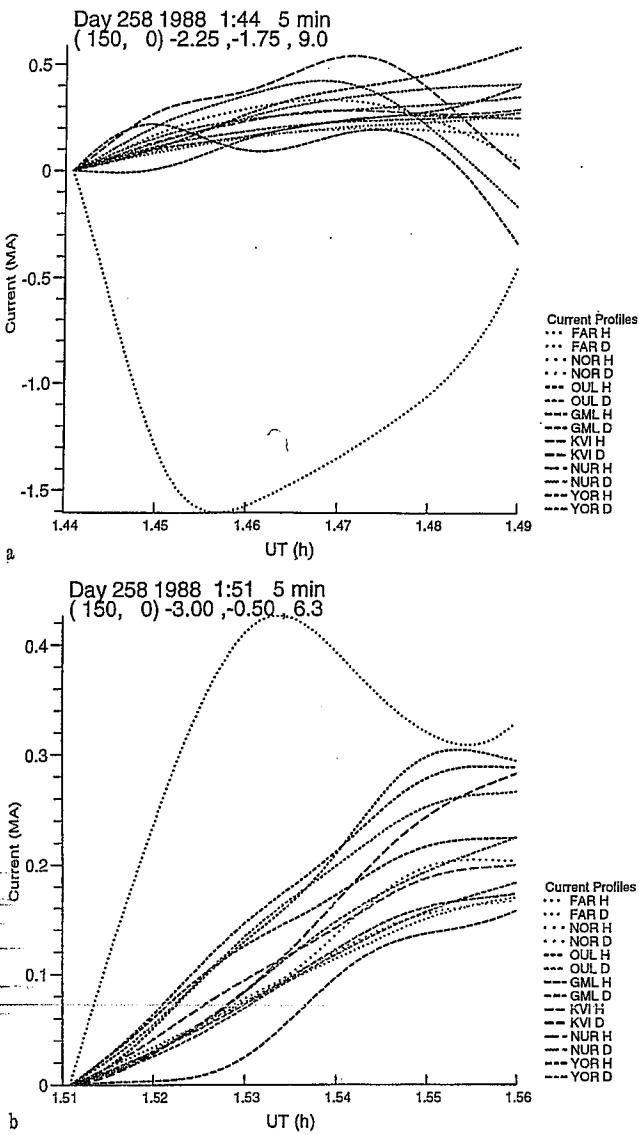 Day 258 1988 1:44 5 min
( 150, 0) -2.25 ,-1.75 , 9.0
0.5
0
-0.5
-1.0
-1.5
Current (MA)
1.44 1.45 1.46 1.47 1.48 1.49
UT (h)
a
Current Profiles
FAR H
FAR D
NOR H
NOR D
OUL H
OUL D
GML H
GML D
KVI H
KVI D
NUR H
NUR D
YOR H
YOR D
Day 258 1988 1:51 5 min
( 150, 0) -3.00 ,-0.50 , 6.3
0.4
0.3
0.2
0.1
0
Current (MA)
1.51 1.52 1.53 1.54 1.55 1.56
UT (h)
b
Current Profiles
FAR H
FAR D
NOR H
NOR D
OUL H
OUL D
GML H
GML D
KVI H
KVI D
NUR H
NUR D
YOR H
YOR D